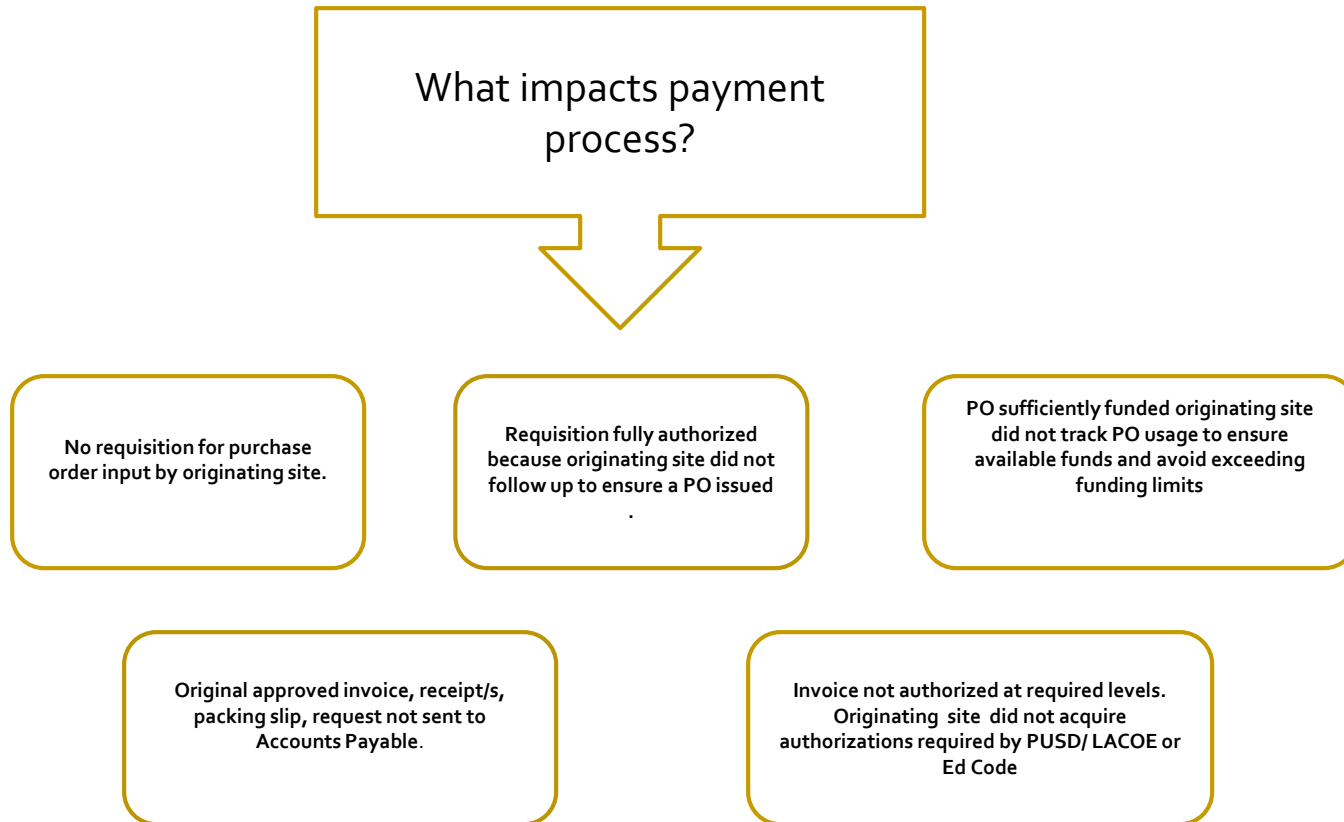 What impacts payment
process?
No requisition for purchase
order input by originating site.
Requisition fully authorized
because originating site did not
follow up to ensure a PO issued
.
PO sufficiently funded originating site
did not track PO usage to ensure
available funds and avoid exceeding
funding limits
Original approved invoice, receipt/s,
packing slip, request not sent to
Accounts Payable.
Invoice not authorized at required levels.
Originating  site  did not acquire
authorizations required by PUSD/ LACOE or
Ed Code